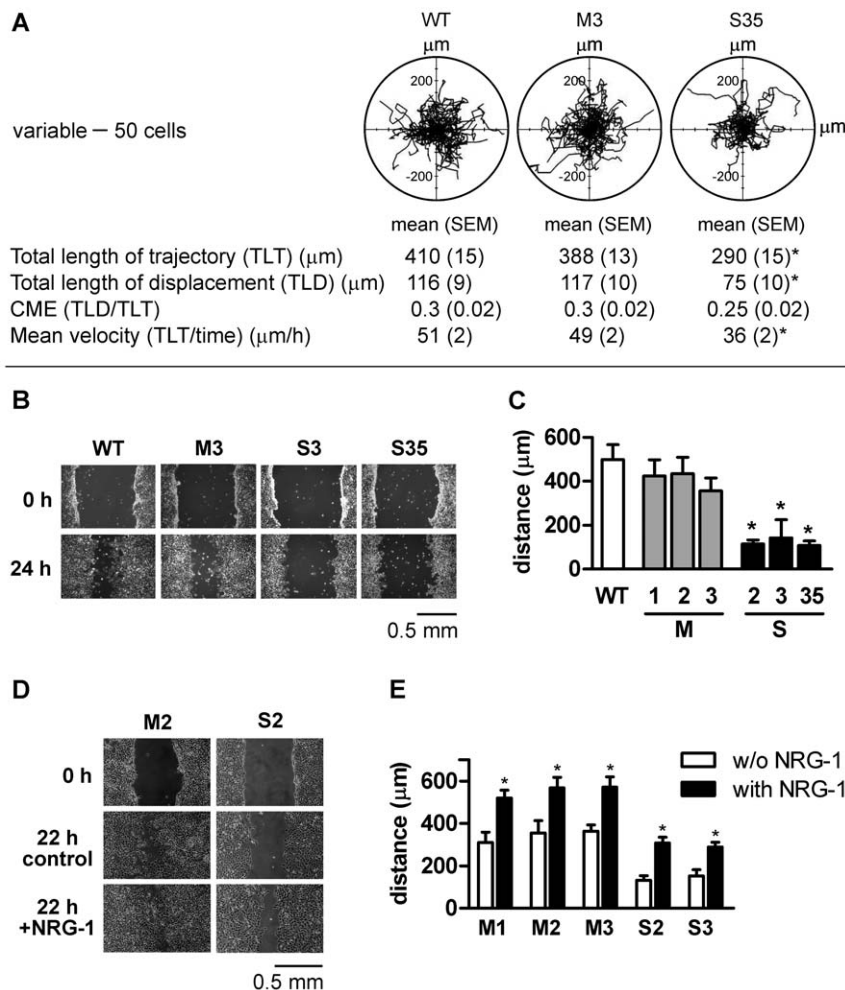 A
WT M3 S35
μm μm μm
200 200 200
variable – 50 cells
μm
-200 -200 -200
mean (SEM) mean (SEM) mean (SEM)
Total length of trajectory (TLT) (μm) 410 (15) 388 (13) 290 (15)*
Total length of displacement (TLD) (μm) 116 (9) 117 (10) 75 (10)*
CME (TLD/TLT) 0.3 (0.02) 0.3 (0.02) 0.25 (0.02)
Mean velocity (TLT/time) (μm/h) 51 (2) 49 (2) 36 (2)*
B
WT M3 S3 S35
0 h
24 h
0.5 mm
C
distance (μm)
600
400
200
0
* * *
WT 1 2 3 2 3 35
M S
D
M2 S2
0 h
22 h
control
22 h
+NRG-1
0.5 mm
E
w/o NRG-1
with NRG-1
distance (μm)
600
400
200
0
* * * * *
M1 M2 M3 S2 S3